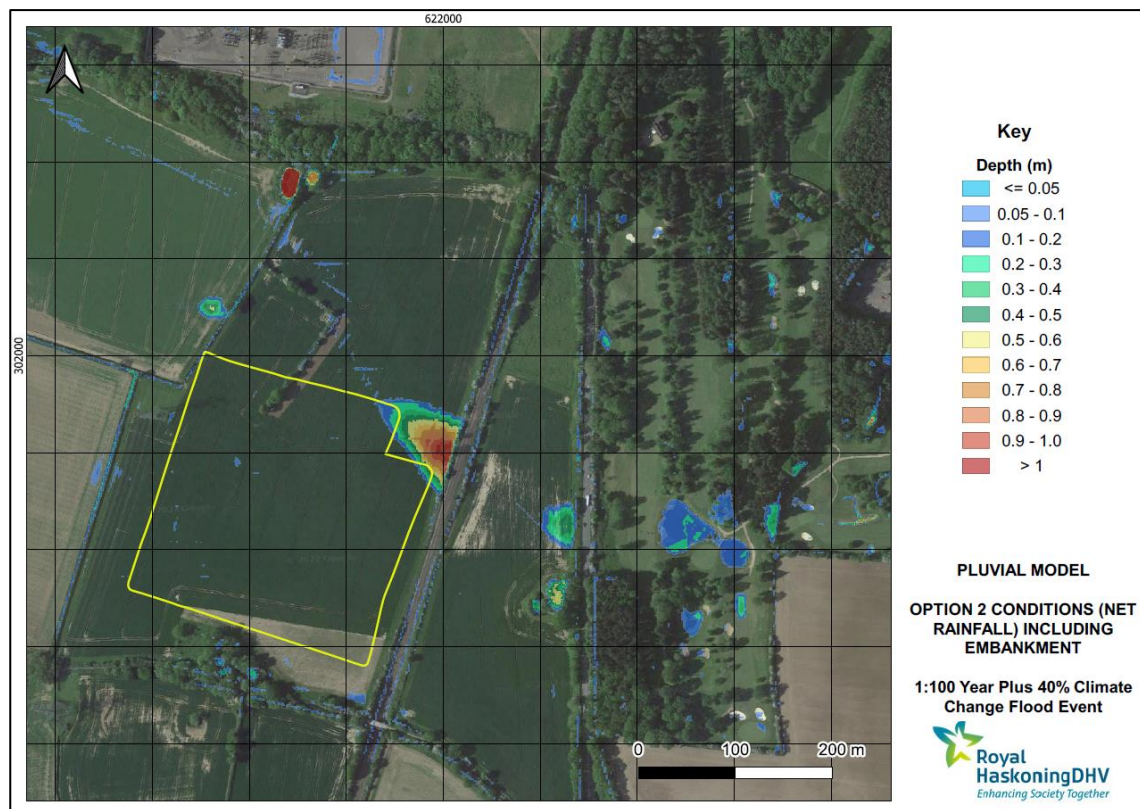 622000
302000
Key
Depth (m)
<= 0.05
0.05 - 0.1
0.1 - 0.2
0.2 - 0.3
0.3 - 0.4
0.4 - 0.5
0.5 - 0.6
0.6 - 0.7
0.7 - 0.8
0.8 - 0.9
0.9 - 1.0
> 1
PLUVIAL MODEL
OPTION 2 CONDITIONS (NET
RAINFALL) INCLUDING
EMBANKMENT
1:100 Year Plus 40% Climate
Change Flood Event
0 100 200 m
Royal
HaskoningDHV
Enhancing Society Together